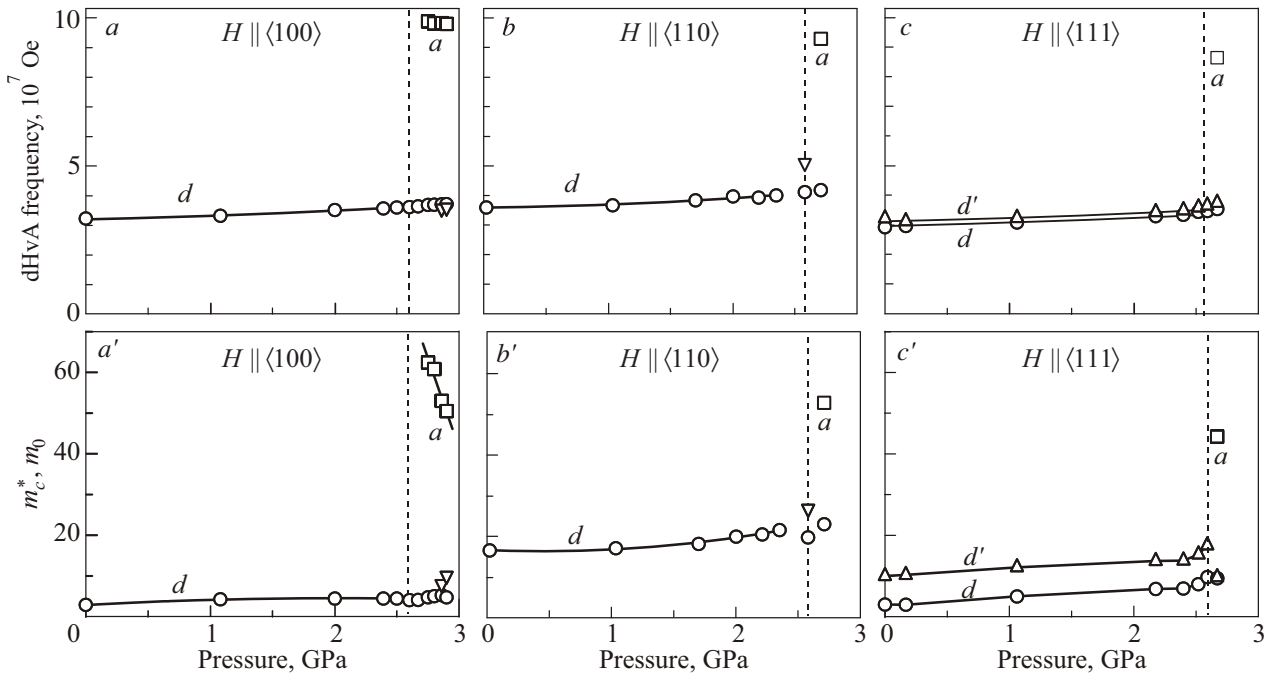 a
H || ⟨100⟩
a
d
dHvA frequency, 10^7 Oe
10
5
0
b
H || ⟨110⟩
a
d
c
H || ⟨111⟩
a
d'
d
a'
H || ⟨100⟩
a
d
m_c^*, m_0
60
40
20
0
1
2
3
Pressure, GPa
b'
H || ⟨110⟩
a
d
0
1
2
3
Pressure, GPa
c'
H || ⟨111⟩
a
d'
d
0
1
2
3
Pressure, GPa